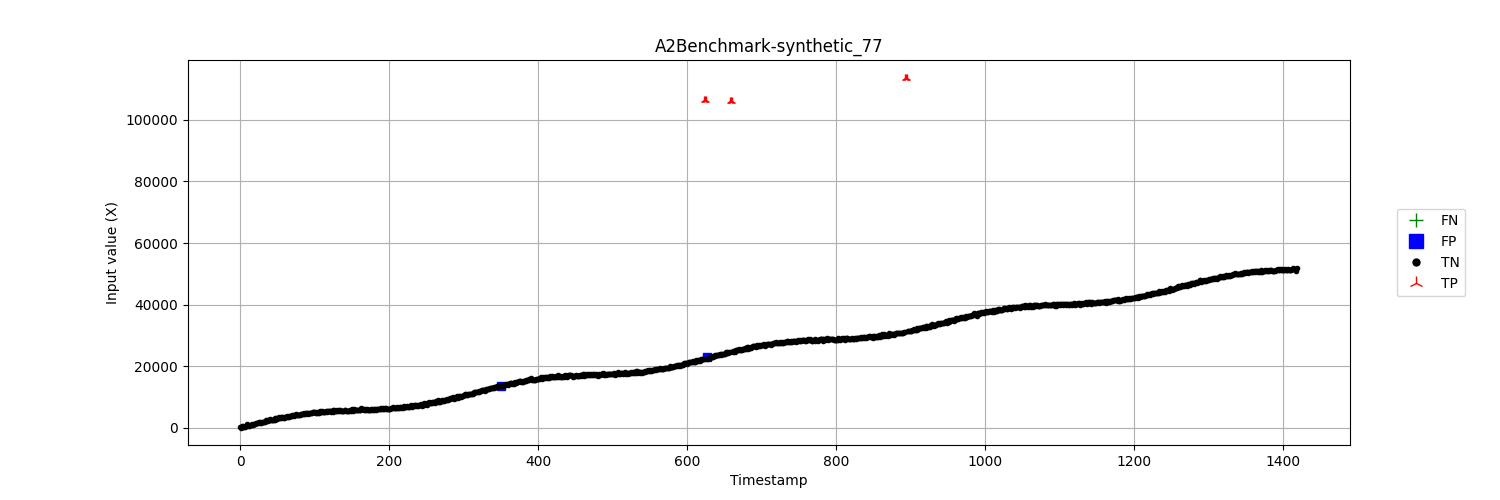 A2Benchmark-synthetic_77
100000
80000
60000
40000
20000
0
Input value (X)
0 200 400 600 800 1000 1200 1400
Timestamp
FN
FP
TN
TP